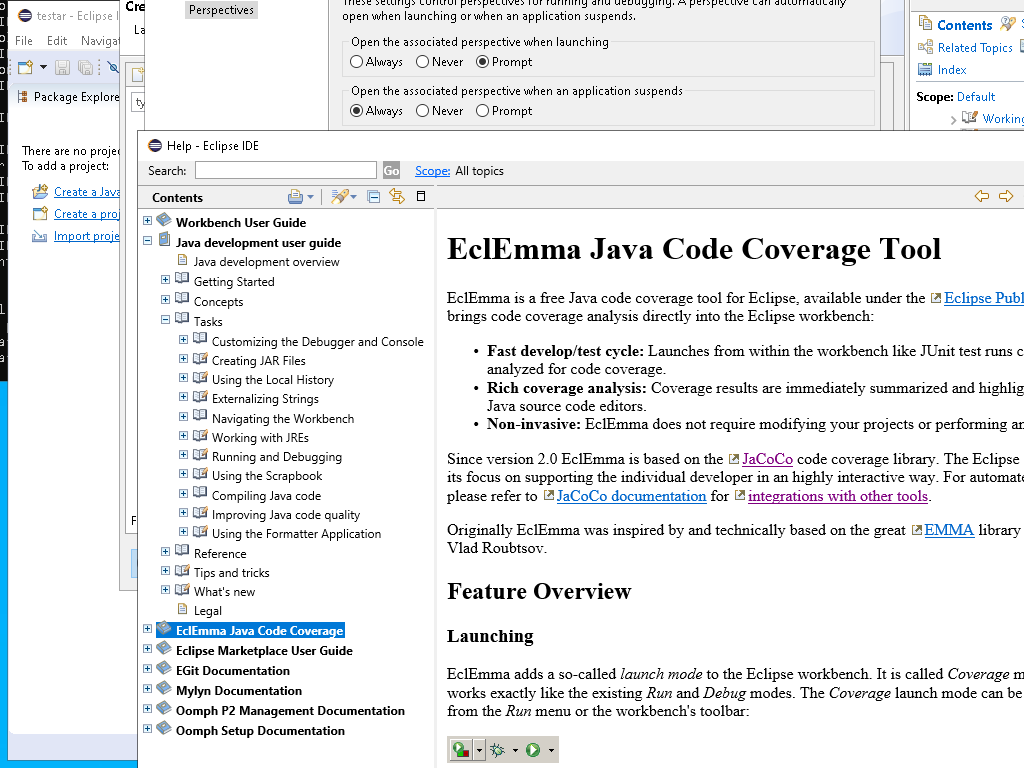 testar - Eclipse I
File Edit Navigat
Package Explore
There are no projec
To add a project:
Create a Java
Create a proj
Import proje
Cre
La
ty
F
Perspectives
These settings control perspectives for running and debugging. A perspective can automatically
open when launching or when an application suspends.
Open the associated perspective when launching
Always Never Prompt
Open the associated perspective when an application suspends
Always Never Prompt
Contents
Related Topics
Index
Scope: Default
Working
Help - Eclipse IDE
Search: Go Scope: All topics
Contents
Workbench User Guide
Java development user guide
Java development overview
Getting Started
Concepts
Tasks
Customizing the Debugger and Console
Creating JAR Files
Using the Local History
Externalizing Strings
Navigating the Workbench
Working with JREs
Running and Debugging
Using the Scrapbook
Compiling Java code
Improving Java code quality
Using the Formatter Application
Reference
Tips and tricks
What's new
Legal
EclEmma Java Code Coverage
Eclipse Marketplace User Guide
EGit Documentation
Mylyn Documentation
Oomph P2 Management Documentation
Oomph Setup Documentation
EclEmma Java Code Coverage Tool
EclEmma is a free Java code coverage tool for Eclipse, available under the Eclipse Publ
brings code coverage analysis directly into the Eclipse workbench:
• Fast develop/test cycle: Launches from within the workbench like JUnit test runs c
analyzed for code coverage.
• Rich coverage analysis: Coverage results are immediately summarized and highlig
Java source code editors.
• Non-invasive: EclEmma does not require modifying your projects or performing an
Since version 2.0 EclEmma is based on the JaCoCo code coverage library. The Eclipse
its focus on supporting the individual developer in an highly interactive way. For automate
please refer to JaCoCo documentation for integrations with other tools.
Originally EclEmma was inspired by and technically based on the great EMMA library
Vlad Roubtsov.
Feature Overview
Launching
EclEmma adds a so-called launch mode to the Eclipse workbench. It is called Coverage m
works exactly like the existing Run and Debug modes. The Coverage launch mode can be
from the Run menu or the workbench's toolbar: